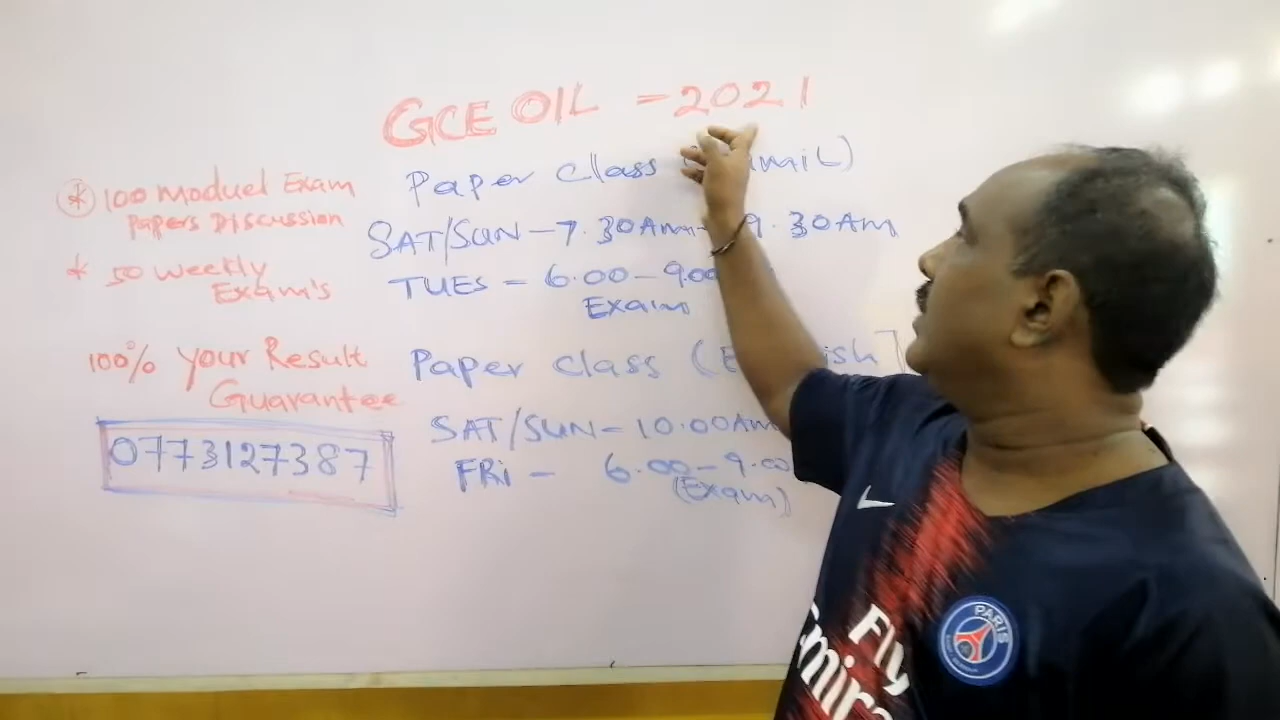 GCE O/L - 2021
Paper Class
SAT/SUN - 7.30AM - 9.30AM
TUES - 6.00 - 9.00
Exam
Paper class
SAT/SUN - 10.00AM
FRi - 6.00 - 9.00
(Exam)
* 100 Moduel Exam
Papers Discussion
* 50 weekly
Exam's
100% your Result
Guarantee
0773127387
Fly
PARIS